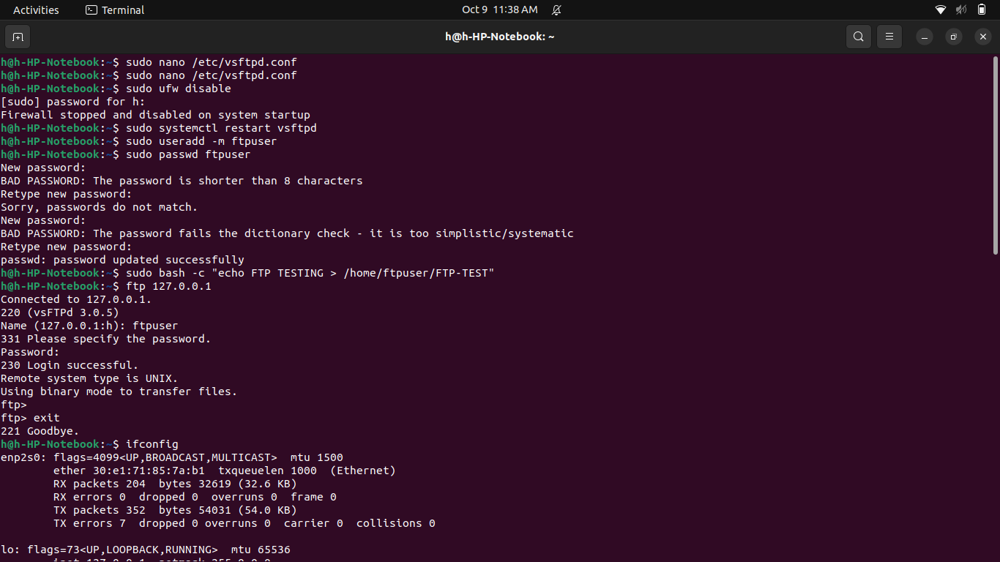 Activities
Terminal
Oct 9 11:38 AM
h@h-HP-Notebook: ~
h@h-HP-Notebook:~$ sudo nano /etc/vsftpd.conf
h@h-HP-Notebook:~$ sudo nano /etc/vsftpd.conf
h@h-HP-Notebook:~$ sudo ufw disable
[sudo] password for h:
Firewall stopped and disabled on system startup
h@h-HP-Notebook:~$ sudo systemctl restart vsftpd
h@h-HP-Notebook:~$ sudo useradd -m ftpuser
h@h-HP-Notebook:~$ sudo passwd ftpuser
New password:
BAD PASSWORD: The password is shorter than 8 characters
Retype new password:
Sorry, passwords do not match.
New password:
BAD PASSWORD: The password fails the dictionary check - it is too simplistic/systematic
Retype new password:
passwd: password updated successfully
h@h-HP-Notebook:~$ sudo bash -c "echo FTP TESTING > /home/ftpuser/FTP-TEST"
h@h-HP-Notebook:~$ ftp 127.0.0.1
Connected to 127.0.0.1.
220 (vsFTPd 3.0.5)
Name (127.0.0.1:h): ftpuser
331 Please specify the password.
Password:
230 Login successful.
Remote system type is UNIX.
Using binary mode to transfer files.
ftp>
ftp> exit
221 Goodbye.
h@h-HP-Notebook:~$ ifconfig
enp2s0: flags=4099<UP,BROADCAST,MULTICAST>  mtu 1500
        ether 30:e1:71:85:7a:b1  txqueuelen 1000  (Ethernet)
        RX packets 204  bytes 32619 (32.6 KB)
        RX errors 0  dropped 0  overruns 0  frame 0
        TX packets 352  bytes 54031 (54.0 KB)
        TX errors 7  dropped 0 overruns 0  carrier 0  collisions 0
lo: flags=73<UP,LOOPBACK,RUNNING>  mtu 65536